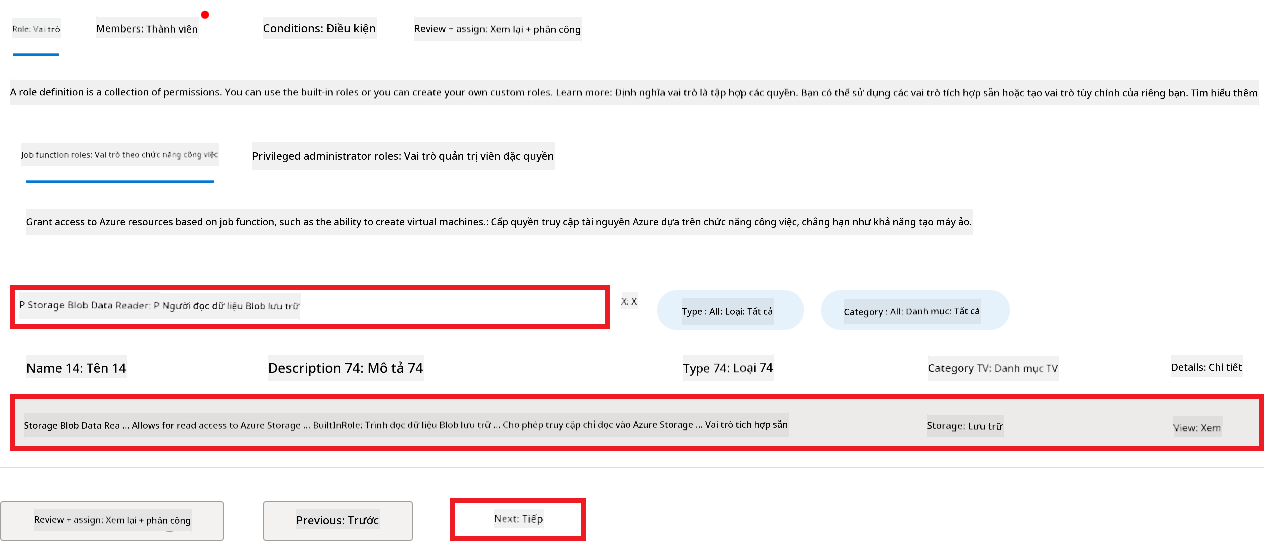 Role: Vai trò
Members: Thành viên
Conditions: Điều kiện
Review + assign: Xem lại + phân công
A role definition is a collection of permissions. You can use the built-in roles or you can create your own custom roles. Learn more: Định nghĩa vai trò là tập hợp các quyền. Bạn có thể sử dụng các vai trò tích hợp sẵn hoặc tạo vai trò tùy chỉnh của riêng bạn. Tìm hiểu thêm
Job function roles: Vai trò theo chức năng công việc
Privileged administrator roles: Vai trò quản trị viên đặc quyền
Grant access to Azure resources based on job function, such as the ability to create virtual machines.: Cấp quyền truy cập tài nguyên Azure dựa trên chức năng công việc, chẳng hạn như khả năng tạo máy ảo.
P Storage Blob Data Reader: P Người đọc dữ liệu Blob lưu trữ
X: X
Type : All: Loại: Tất cả
Category : All: Danh mục: Tất cả
Name 14: Tên 14
Description 74: Mô tả 74
Type 74: Loại 74
Category TV: Danh mục TV
Details: Chi tiết
Storage Blob Data Rea ... Allows for read access to Azure Storage ... BuiltInRole: Trình đọc dữ liệu Blob lưu trữ ... Cho phép truy cập chỉ đọc vào Azure Storage ... Vai trò tích hợp sẵn
Storage: Lưu trữ
View: Xem
Review + assign: Xem lại + phân công
Previous: Trước
Next: Tiếp